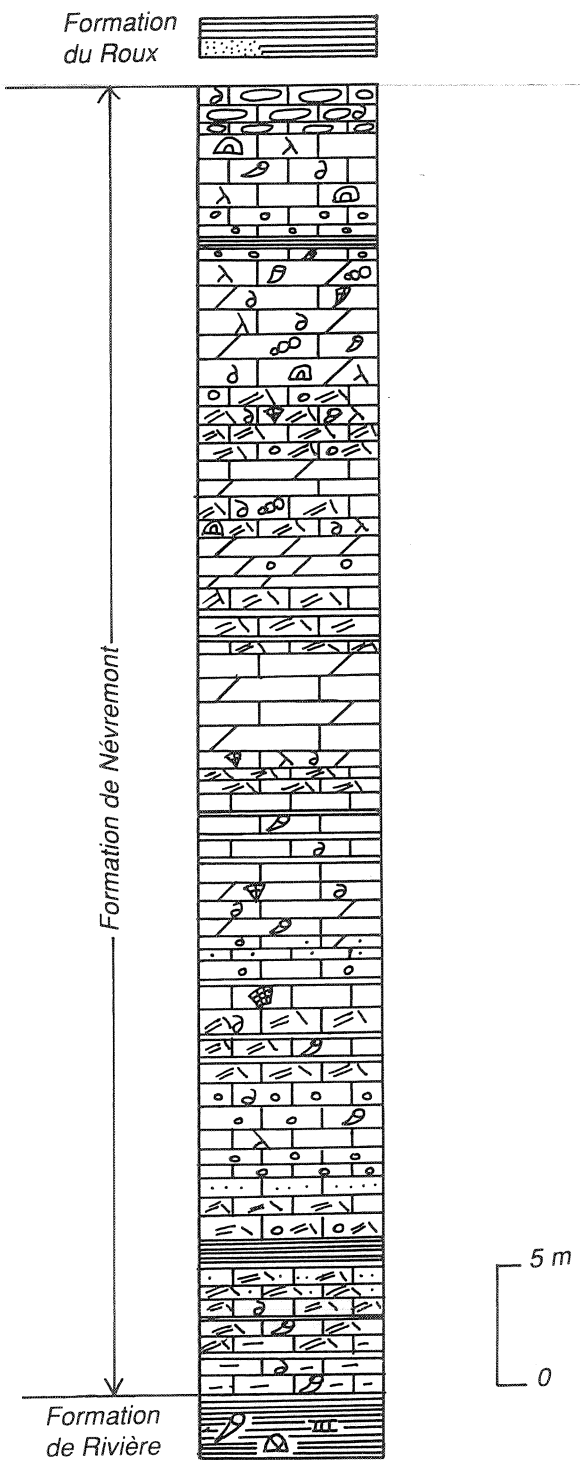 Formation
du Roux
Formation de Névremont
5 m
0
Formation
de Rivière